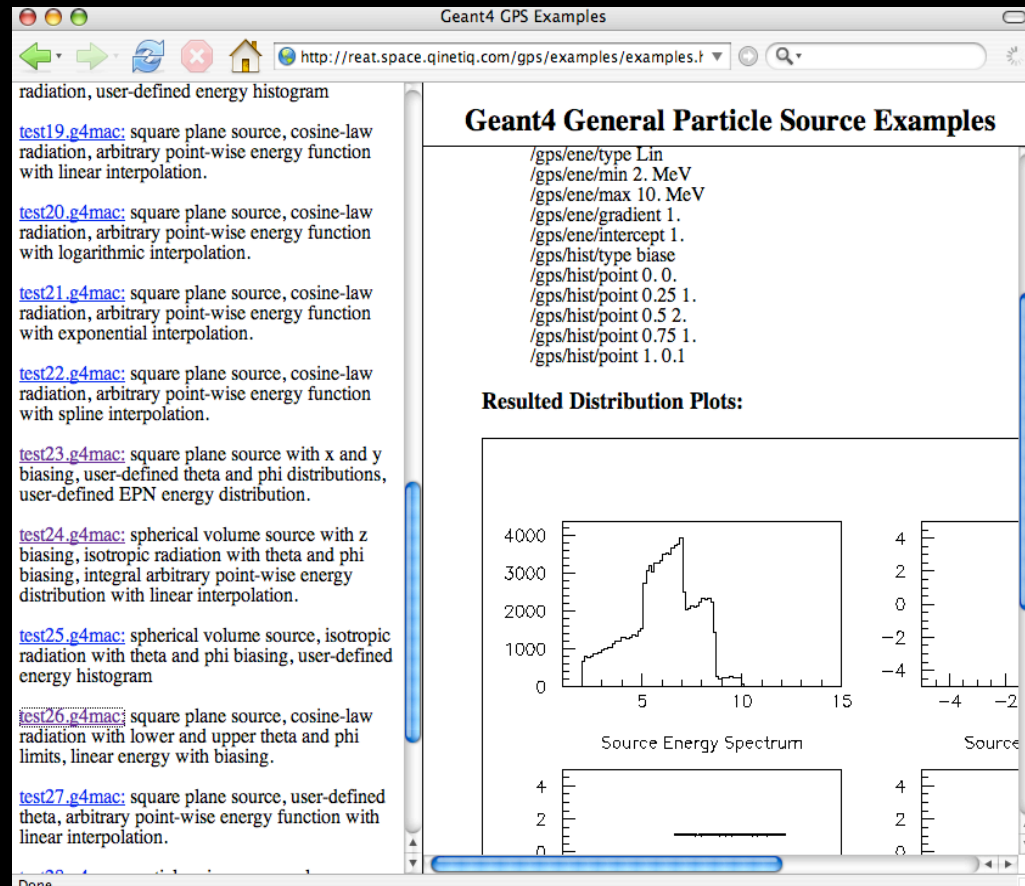 Geant4 GPS Examples
http://reat.space.qinetiq.com/gps/examples/examples.h
radiation, user-defined energy histogram
test19.g4mac: square plane source, cosine-law
radiation, arbitrary point-wise energy function
with linear interpolation.
test20.g4mac: square plane source, cosine-law
radiation, arbitrary point-wise energy function
with logarithmic interpolation.
test21.g4mac: square plane source, cosine-law
radiation, arbitrary point-wise energy function
with exponential interpolation.
test22.g4mac: square plane source, cosine-law
radiation, arbitrary point-wise energy function
with spline interpolation.
test23.g4mac: square plane source with x and y
biasing, user-defined theta and phi distributions,
user-defined EPN energy distribution.
test24.g4mac: spherical volume source with z
biasing, isotropic radiation with theta and phi
biasing, integral arbitrary point-wise energy
distribution with linear interpolation.
test25.g4mac: spherical volume source, isotropic
radiation with theta and phi biasing, user-defined
energy histogram
test26.g4mac: square plane source, cosine-law
radiation with lower and upper theta and phi
limits, linear energy with biasing.
test27.g4mac: square plane source, user-defined
theta, arbitrary point-wise energy function with
linear interpolation.
Geant4 General Particle Source Examples
/gps/ene/type Lin
/gps/ene/min 2. MeV
/gps/ene/max 10. MeV
/gps/ene/gradient 1.
/gps/ene/intercept 1.
/gps/hist/type biase
/gps/hist/point 0. 0.
/gps/hist/point 0.25 1.
/gps/hist/point 0.5 2.
/gps/hist/point 0.75 1.
/gps/hist/point 1. 0.1
Resulted Distribution Plots:
4000
3000
2000
1000
0
5 10 15
Source Energy Spectrum
4
2
0
−2
−4
−4 −2
Source
4
2
0
4
2
0
Done